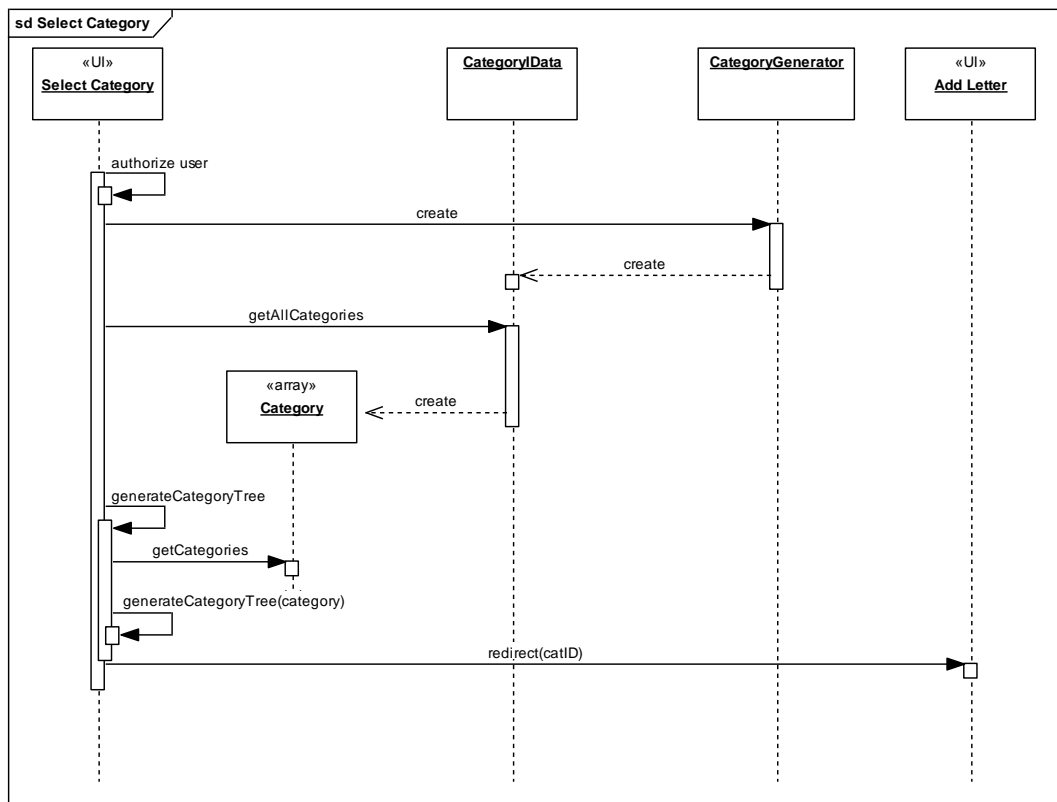 sd Select Category
«UI»
Select Category
CategoryIData
CategoryGenerator
«UI»
Add Letter
authorize user
create
create
getAllCategories
«array»
Category
create
generateCategoryTree
getCategories
generateCategoryTree(category)
redirect(catID)